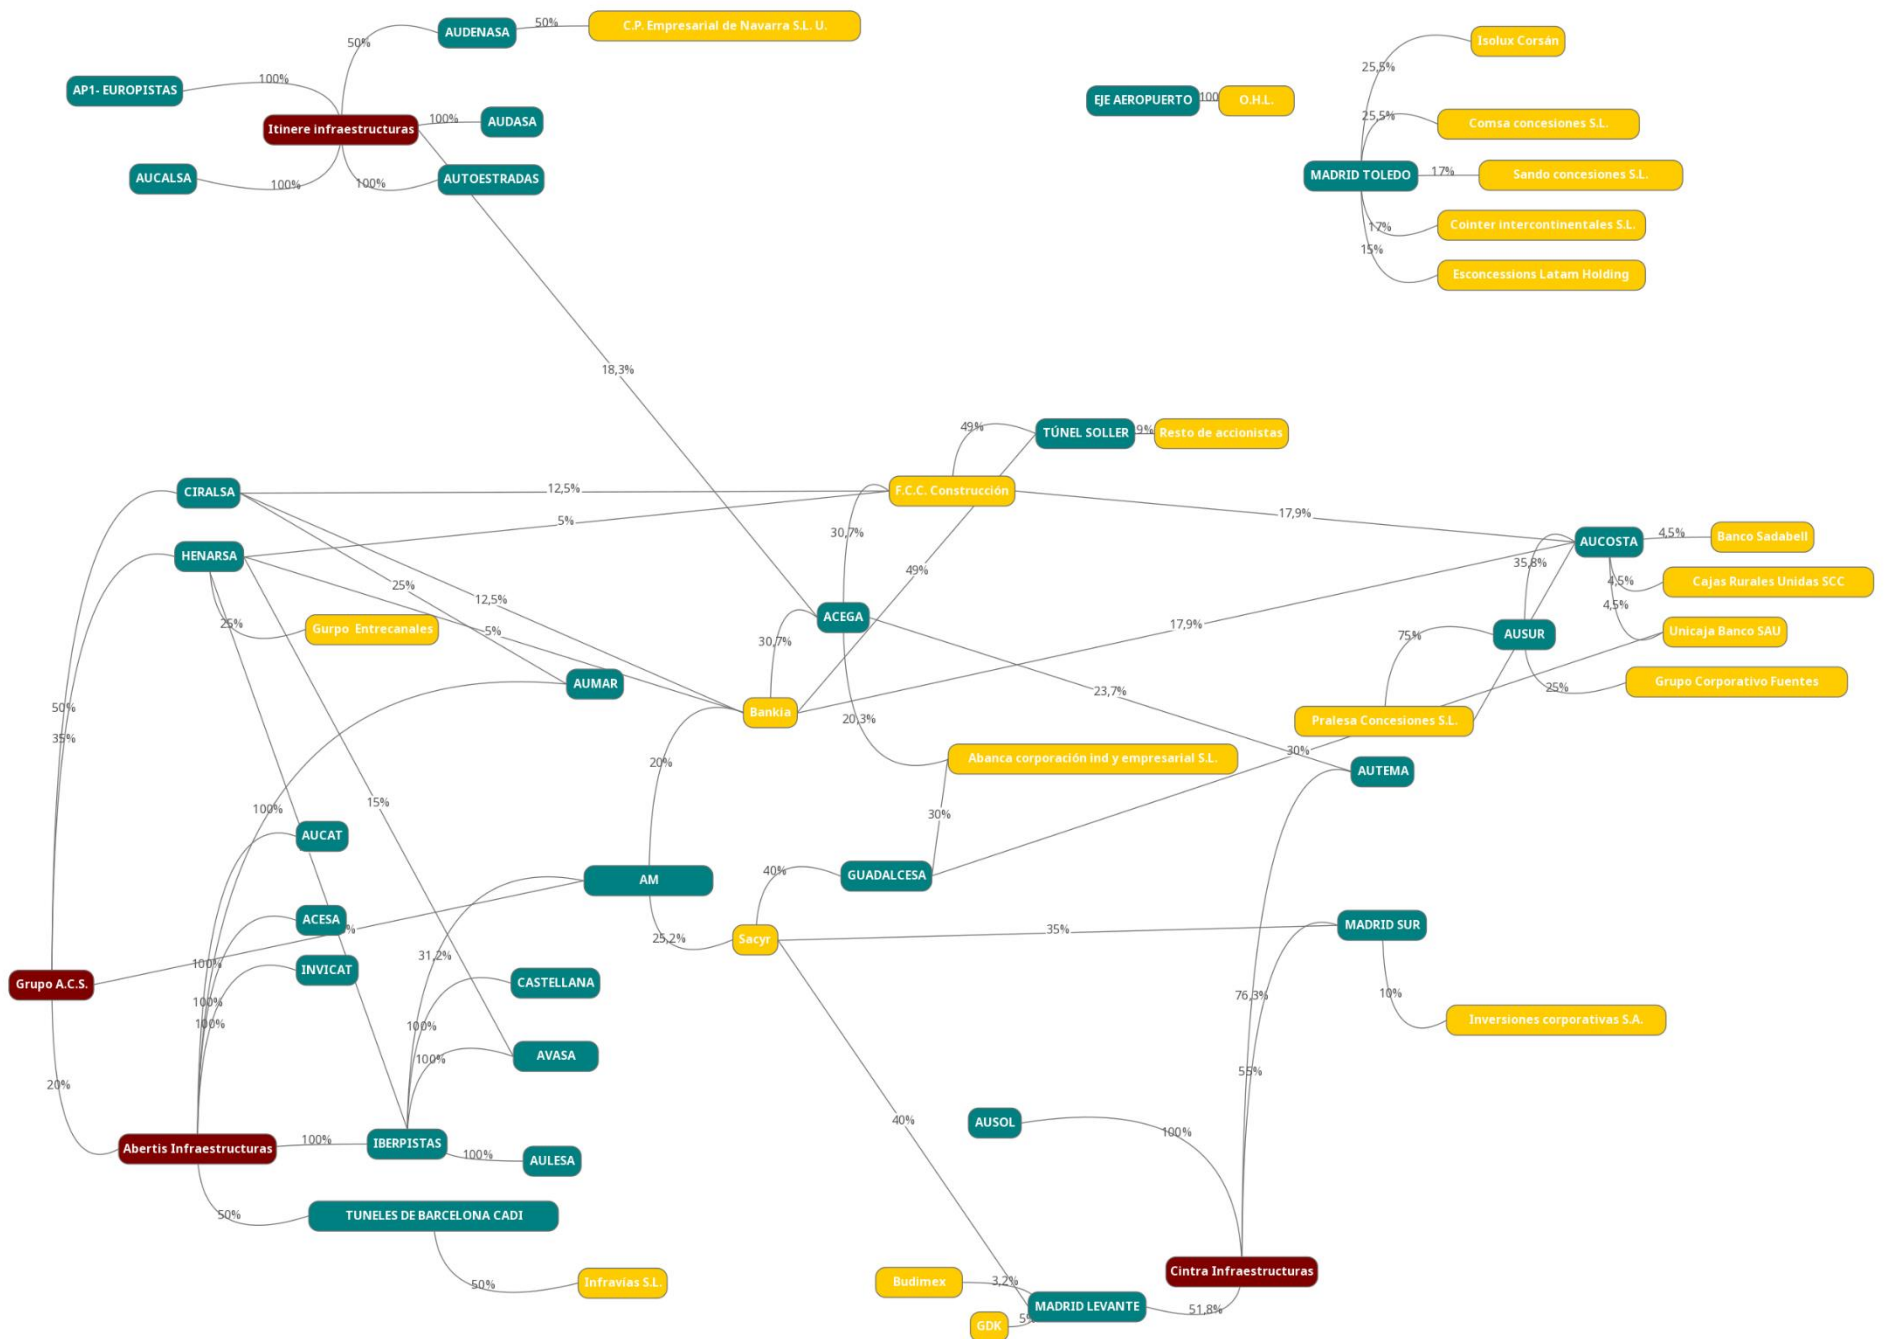 50%
C.P. Empresarial de Navarra S.L. U.
AUDENASA
50%
Isolux Corsán
25,5%
AP1- EUROPISTAS
100%
EJE AEROPUERTO
100
O.H.L.
Itinere infraestructuras
100%
AUDASA
25,5%
Comsa concesiones S.L.
AUCALSA
100%
100%
AUTOESTRADAS
MADRID TOLEDO
17%
Sando concesiones S.L.
17%
Cointer intercontinentales S.L.
15%
Esconcessions Latam Holding
18,3%
49%
TÚNEL SOLLER
9%
Resto de accionistas
CIRALSA
12,5%
F.C.C. Construcción
17,9%
5%
30,7%
AUCOSTA
4,5%
Banco Sadabell
HENARSA
49%
35,8%
4,5%
Cajas Rurales Unidas SCC
25%
12,5%
4,5%
25%
Gurpo Entrecanales
5%
30,7%
ACEGA
17,9%
75%
AUSUR
Unicaja Banco SAU
AUMAR
23,7%
25%
Grupo Corporativo Fuentes
50%
Bankia
20,3%
Pralesa Concesiones S.L.
35%
20%
Abanca corporación ind y empresarial S.L.
30%
AUTEMA
100%
15%
30%
AUCAT
AM
40%
GUADALCESA
ACESA
%
25,2%
Sacyr
35%
MADRID SUR
100%
31,2%
INVICAT
Grupo A.C.S.
CASTELLANA
76,3%
10%
100%
100%
100%
Inversiones corporativas S.A.
100%
AVASA
55%
20%
40%
AUSOL
100%
Abertis Infraestructuras
100%
IBERPISTAS
100%
AULESA
50%
TUNELES DE BARCELONA CADI
Cintra Infraestructuras
50%
Infravias S.L.
Budimex
3,2%
MADRID LEVANTE
51,8%
GDK
5%